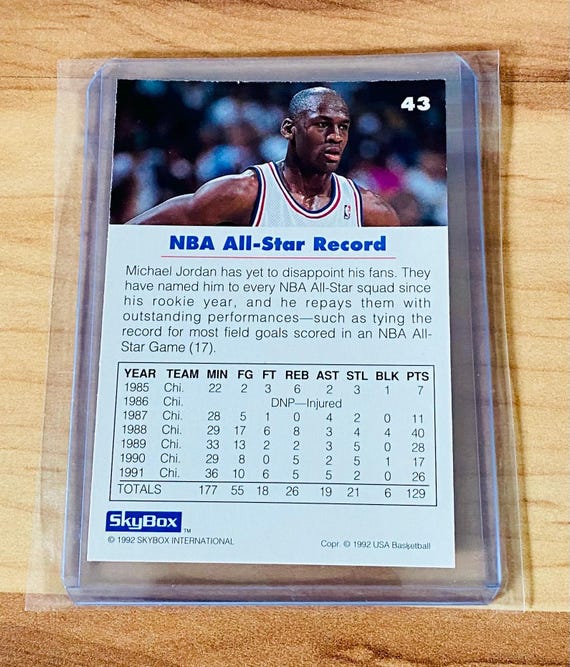 43
NBA All-Star Record
Michael Jordan has yet to disappoint his fans. They
have named him to every NBA All-Star squad since
his rookie year, and he repays them with
outstanding performances—such as tying the
record for most field goals scored in an NBA All-
Star Game (17).
YEAR TEAM MIN FG FT REB AST STL BLK PTS
1985 Chi. 22 2 3 6 2 3 1 7
1986 Chi. DNP—Injured
1987 Chi. 28 5 1 0 4 2 0 11
1988 Chi. 29 17 6 8 3 4 4 40
1989 Chi. 33 13 2 2 3 5 0 28
1990 Chi. 29 8 0 5 2 5 1 17
1991 Chi. 36 10 6 5 5 2 0 26
TOTALS 177 55 18 26 19 21 6 129
SkyBox ™
© 1992 SKYBOX INTERNATIONAL
Copr. © 1992 USA Basketball